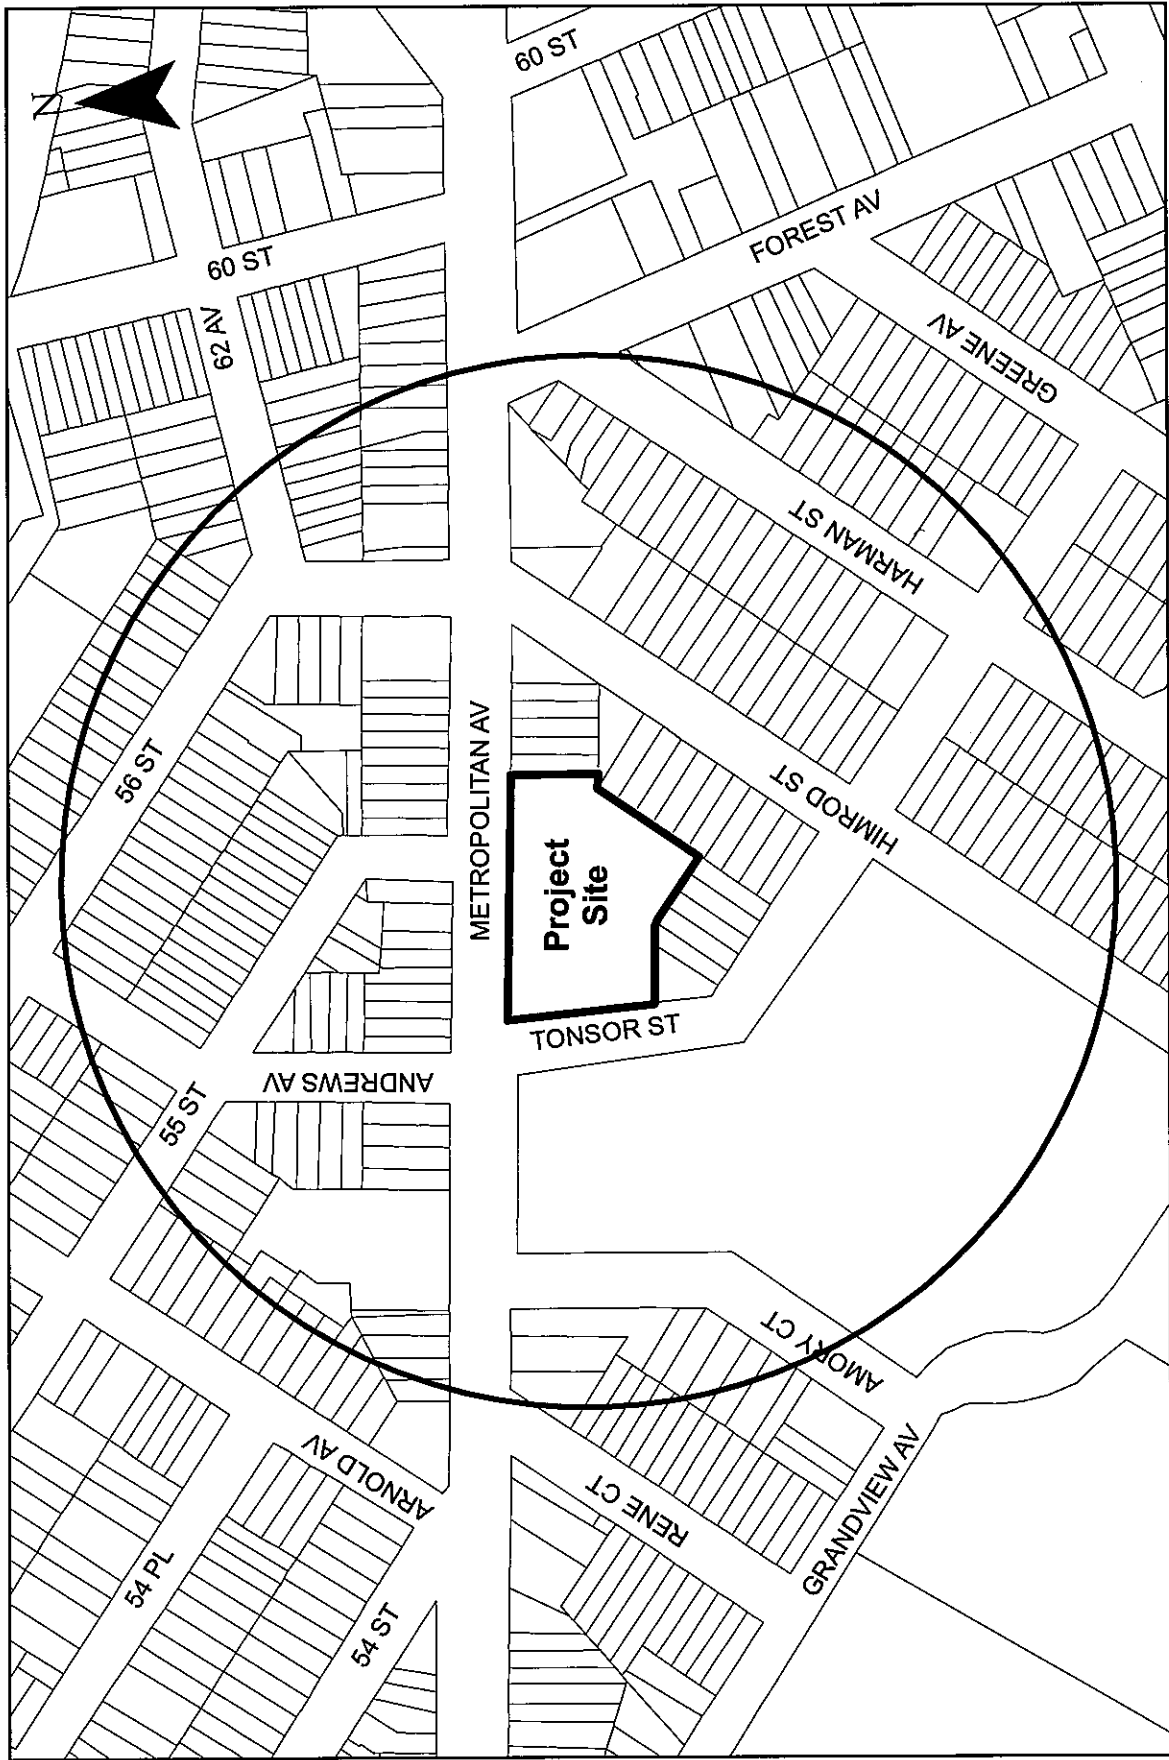 N
54 PL
55 ST
56 ST
62 AV
60 ST
54 ST
ARNOLD AV
ANDREWS AV
METROPOLITAN AV
60 ST
Project
Site
TONSOR ST
RENE CT
AMORY CT
HIMROD ST
HARMAN ST
FOREST AV
GRANDVIEW AV
GREENE AV